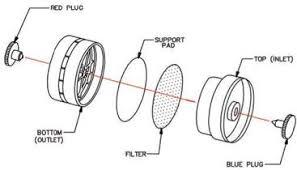 RED PLUG
SUPPORT
PAD
TOP (INLET)
BOTTOM
(OUTLET)
FILTER
BLUE PLUG